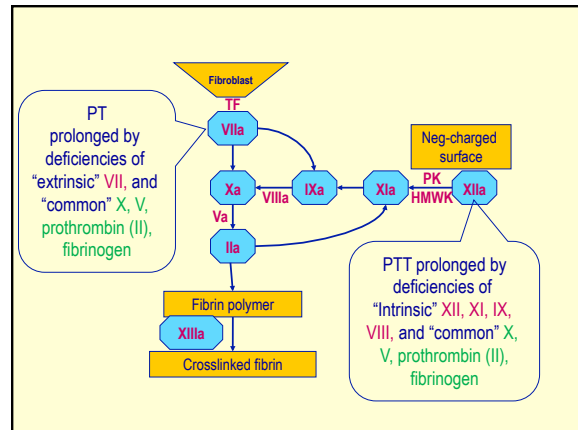 Fibroblast
TF
VIIa
PT
prolonged by
deficiencies of
“extrinsic” VII, and
“common” X, V,
prothrombin (II),
fibrinogen
Neg-charged
surface
Xa
VIIIa
IXa
XIa
PK
HMWK
XIIa
Va
IIa
PTT prolonged by
deficiencies of
“Intrinsic” XII, XI, IX,
VIII, and “common” X,
V, prothrombin (II),
fibrinogen
Fibrin polymer
XIIIa
Crosslinked fibrin